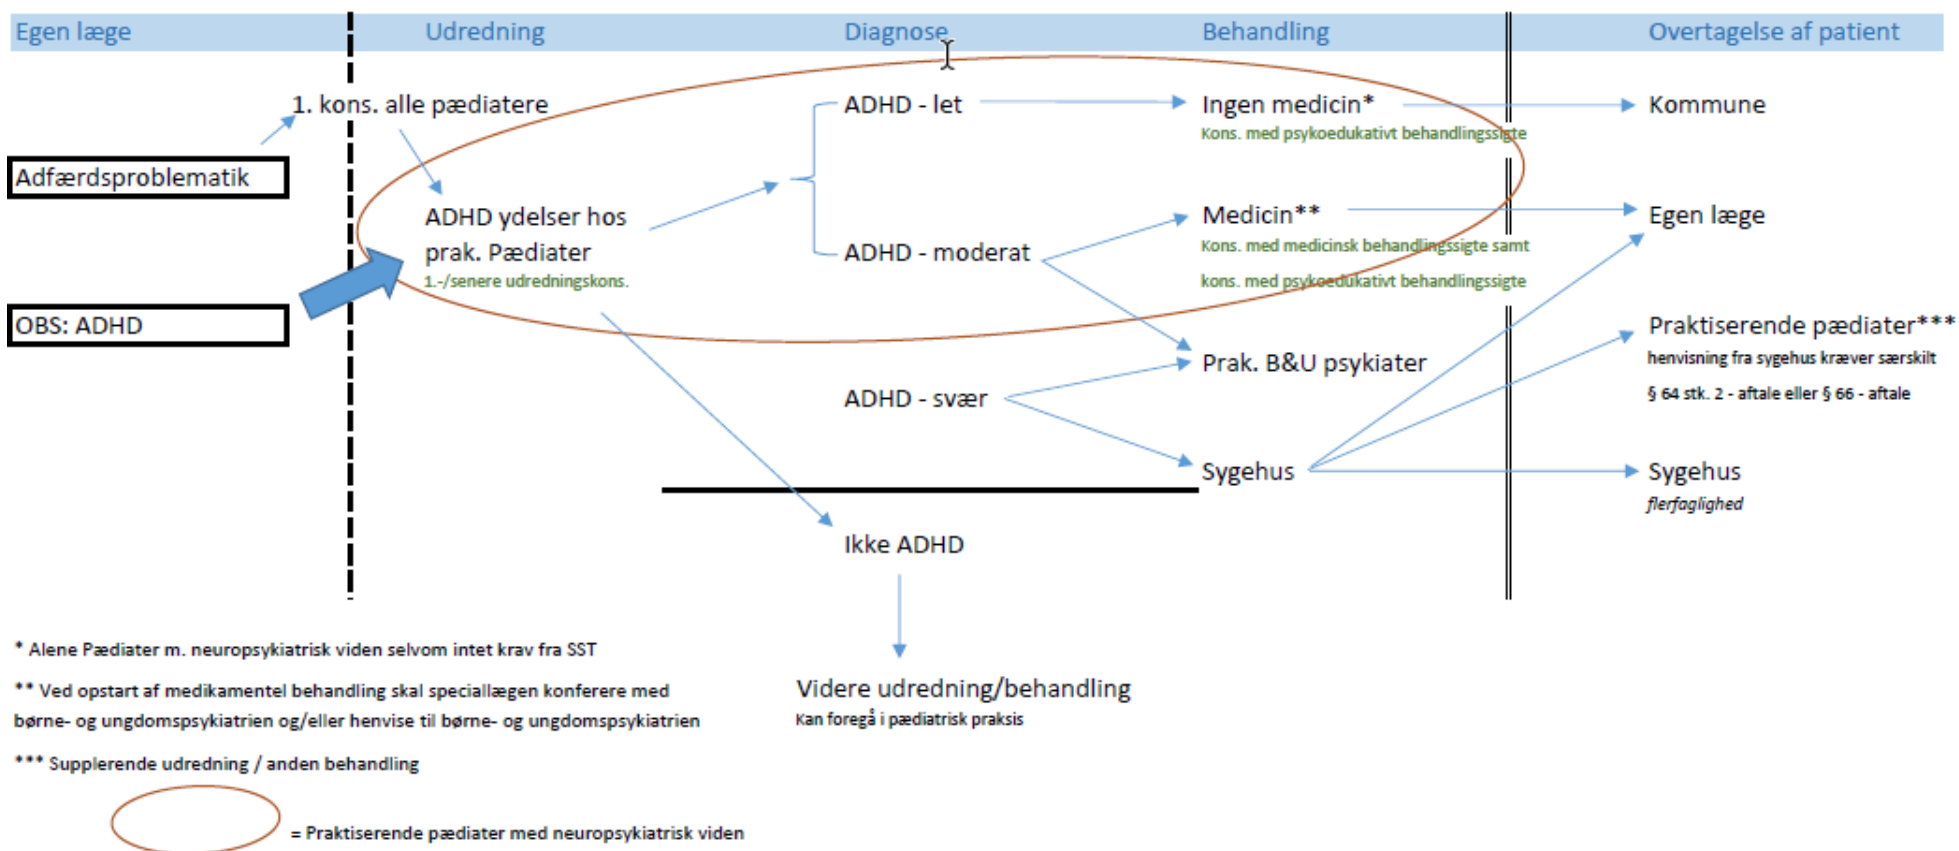 Egen læge
Udredning
Diagnose
Behandling
Overtagelse af patient
1. kons. alle pædiatere
ADHD - let
Ingen medicin*
Kommune
Kons. med psykoedukativt behandlingssigte
Adfærdsproblematik
ADHD ydelser hos
prak. Pædiater
1.-/senere udredningskons.
ADHD - moderat
Medicin**
Kons. med medicinsk behandlingssigte samt
kons. med psykoedukativt behandlingssigte
Egen læge
OBS: ADHD
Prak. B&U psykiater
Praktiserende pædiater***
henvisning fra sygehus kræver særskilt
§ 64 stk. 2 - aftale eller § 66 - aftale
ADHD - svær
Sygehus
Sygehus
flerfaglighed
Ikke ADHD
Videre udredning/behandling
Kan foregå i pædiatrisk praksis
* Alene Pædiater m. neuropsykiatrisk viden selvom intet krav fra SST
** Ved opstart af medikamentel behandling skal speciallægen konferere med
børne- og ungdomspsykiatrien og/eller henvise til børne- og ungdomspsykiatrien
*** Supplerende udredning / anden behandling
= Praktiserende pædiater med neuropsykiatrisk viden